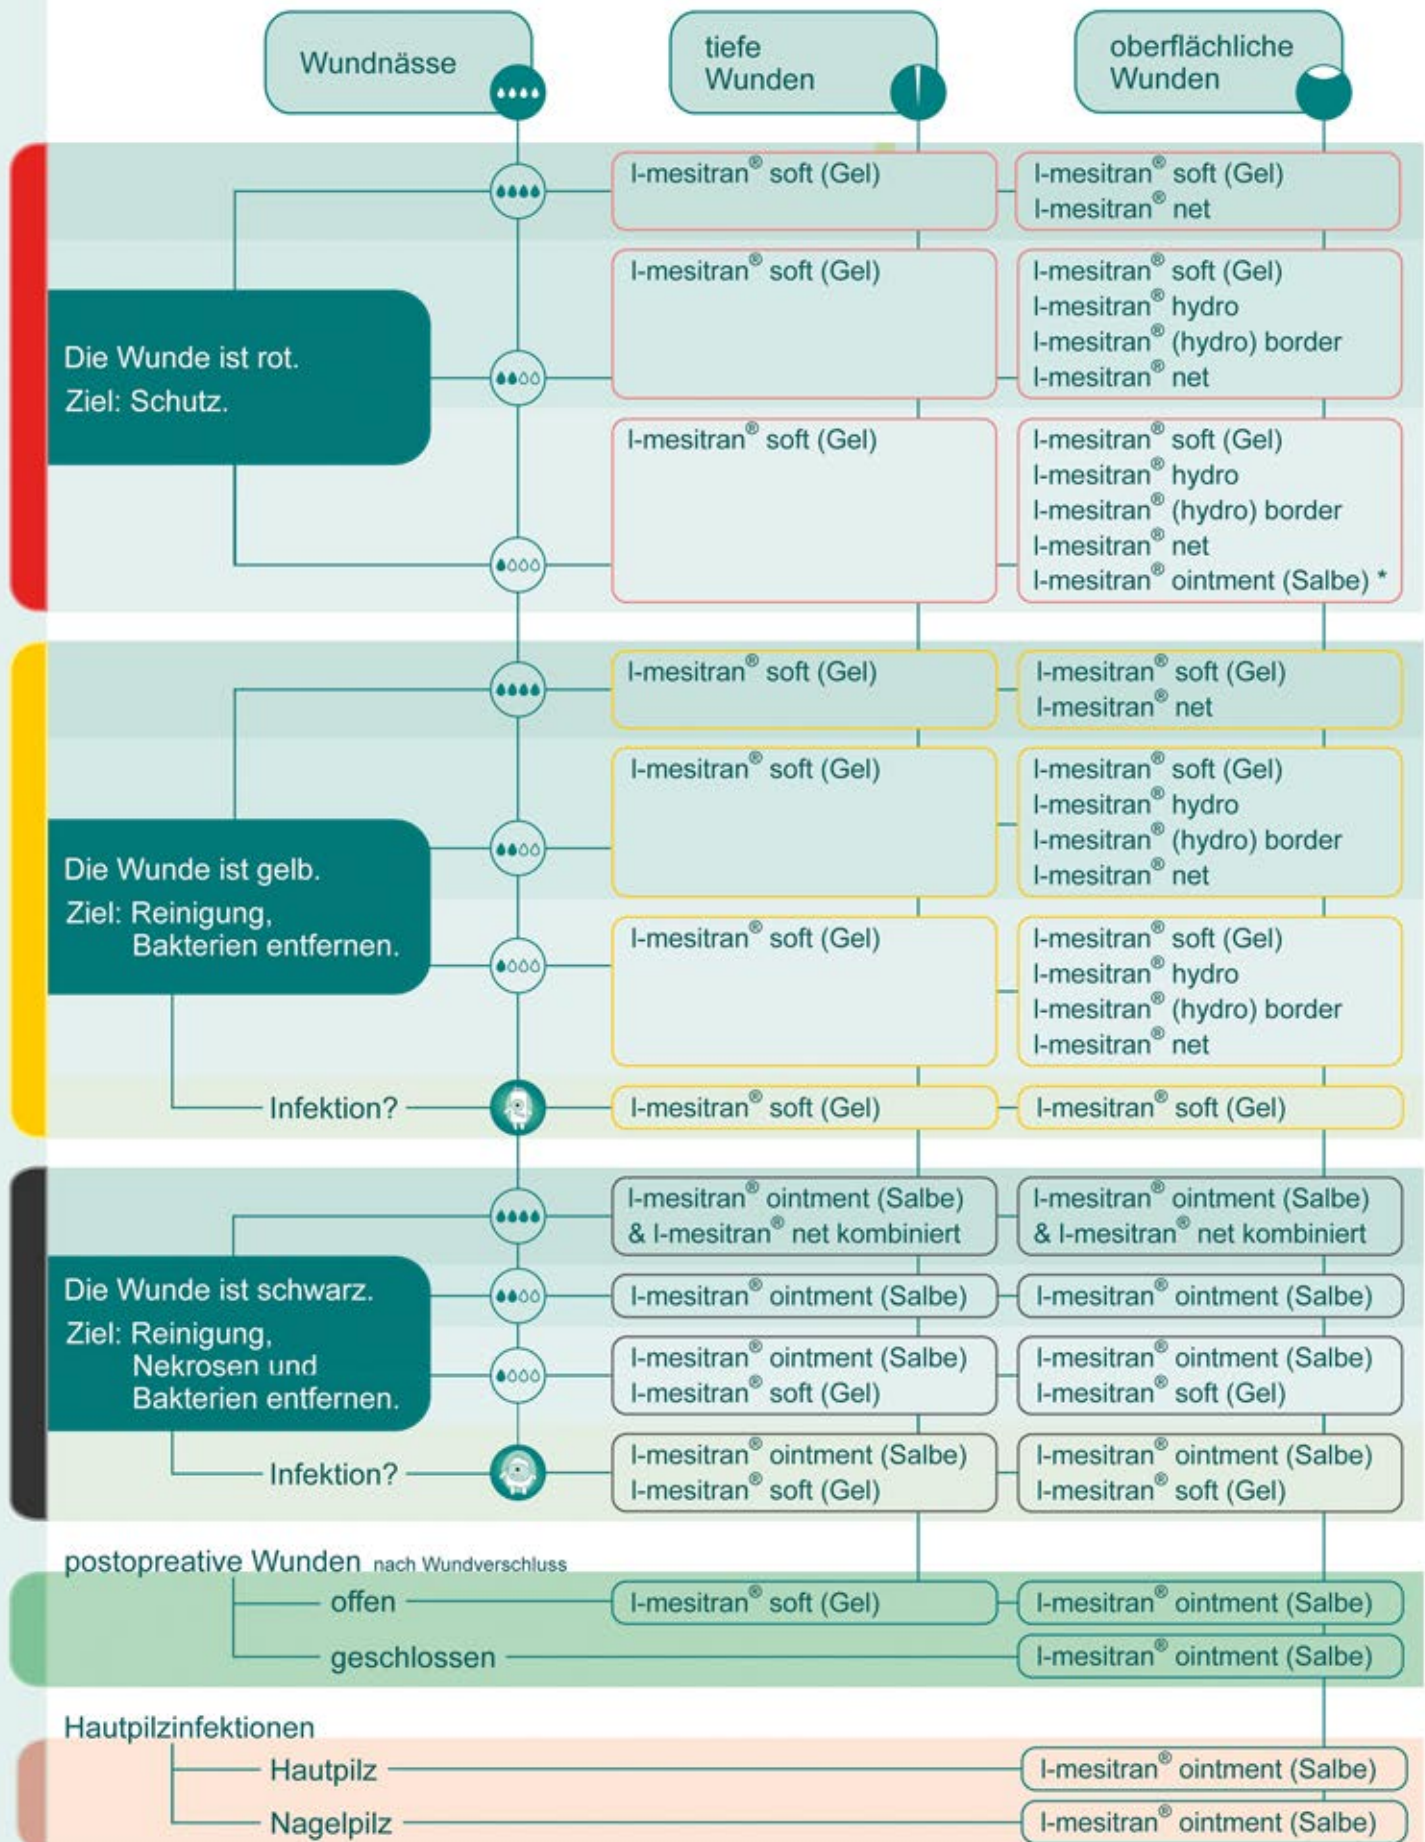 Wundnässe
tiefe
Wunden
oberflächliche
Wunden
Die Wunde ist rot.
Ziel: Schutz.
l-mesitran® soft (Gel)
l-mesitran® soft (Gel)
l-mesitran® net
l-mesitran® soft (Gel)
l-mesitran® soft (Gel)
l-mesitran® hydro
l-mesitran® (hydro) border
l-mesitran® net
l-mesitran® soft (Gel)
l-mesitran® soft (Gel)
l-mesitran® hydro
l-mesitran® (hydro) border
l-mesitran® net
l-mesitran® ointment (Salbe) *
Die Wunde ist gelb.
Ziel: Reinigung,
Bakterien entfernen.
l-mesitran® soft (Gel)
l-mesitran® soft (Gel)
l-mesitran® net
l-mesitran® soft (Gel)
l-mesitran® soft (Gel)
l-mesitran® hydro
l-mesitran® (hydro) border
l-mesitran® net
l-mesitran® soft (Gel)
l-mesitran® soft (Gel)
l-mesitran® hydro
l-mesitran® (hydro) border
l-mesitran® net
Infektion?
l-mesitran® soft (Gel)
l-mesitran® soft (Gel)
Die Wunde ist schwarz.
Ziel: Reinigung,
Nekrosen und
Bakterien entfernen.
l-mesitran® ointment (Salbe)
& l-mesitran® net kombiniert
l-mesitran® ointment (Salbe)
& l-mesitran® net kombiniert
l-mesitran® ointment (Salbe)
l-mesitran® ointment (Salbe)
l-mesitran® ointment (Salbe)
l-mesitran® soft (Gel)
l-mesitran® ointment (Salbe)
l-mesitran® soft (Gel)
Infektion?
l-mesitran® ointment (Salbe)
l-mesitran® soft (Gel)
l-mesitran® ointment (Salbe)
l-mesitran® soft (Gel)
postopreative Wunden nach Wundverschluss
offen
l-mesitran® soft (Gel)
l-mesitran® ointment (Salbe)
geschlossen
l-mesitran® ointment (Salbe)
Hautpilzinfektionen
Hautpilz
l-mesitran® ointment (Salbe)
Nagelpilz
l-mesitran® ointment (Salbe)